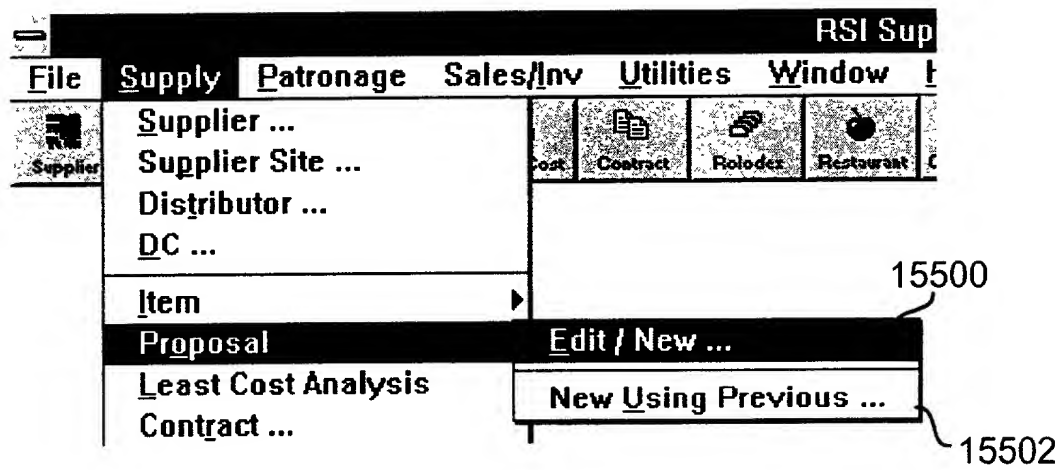 RSI Sup
File Supply Patronage Sales/Inv Utilities Window
Supplier Cost Contract Rolodex Restaurant
Supplier ...
Supplier Site ...
Distributor ...
DC ...
Item
Proposal
Least Cost Analysis
Contract ...
15500
Edit / New ...
New Using Previous ...
15502